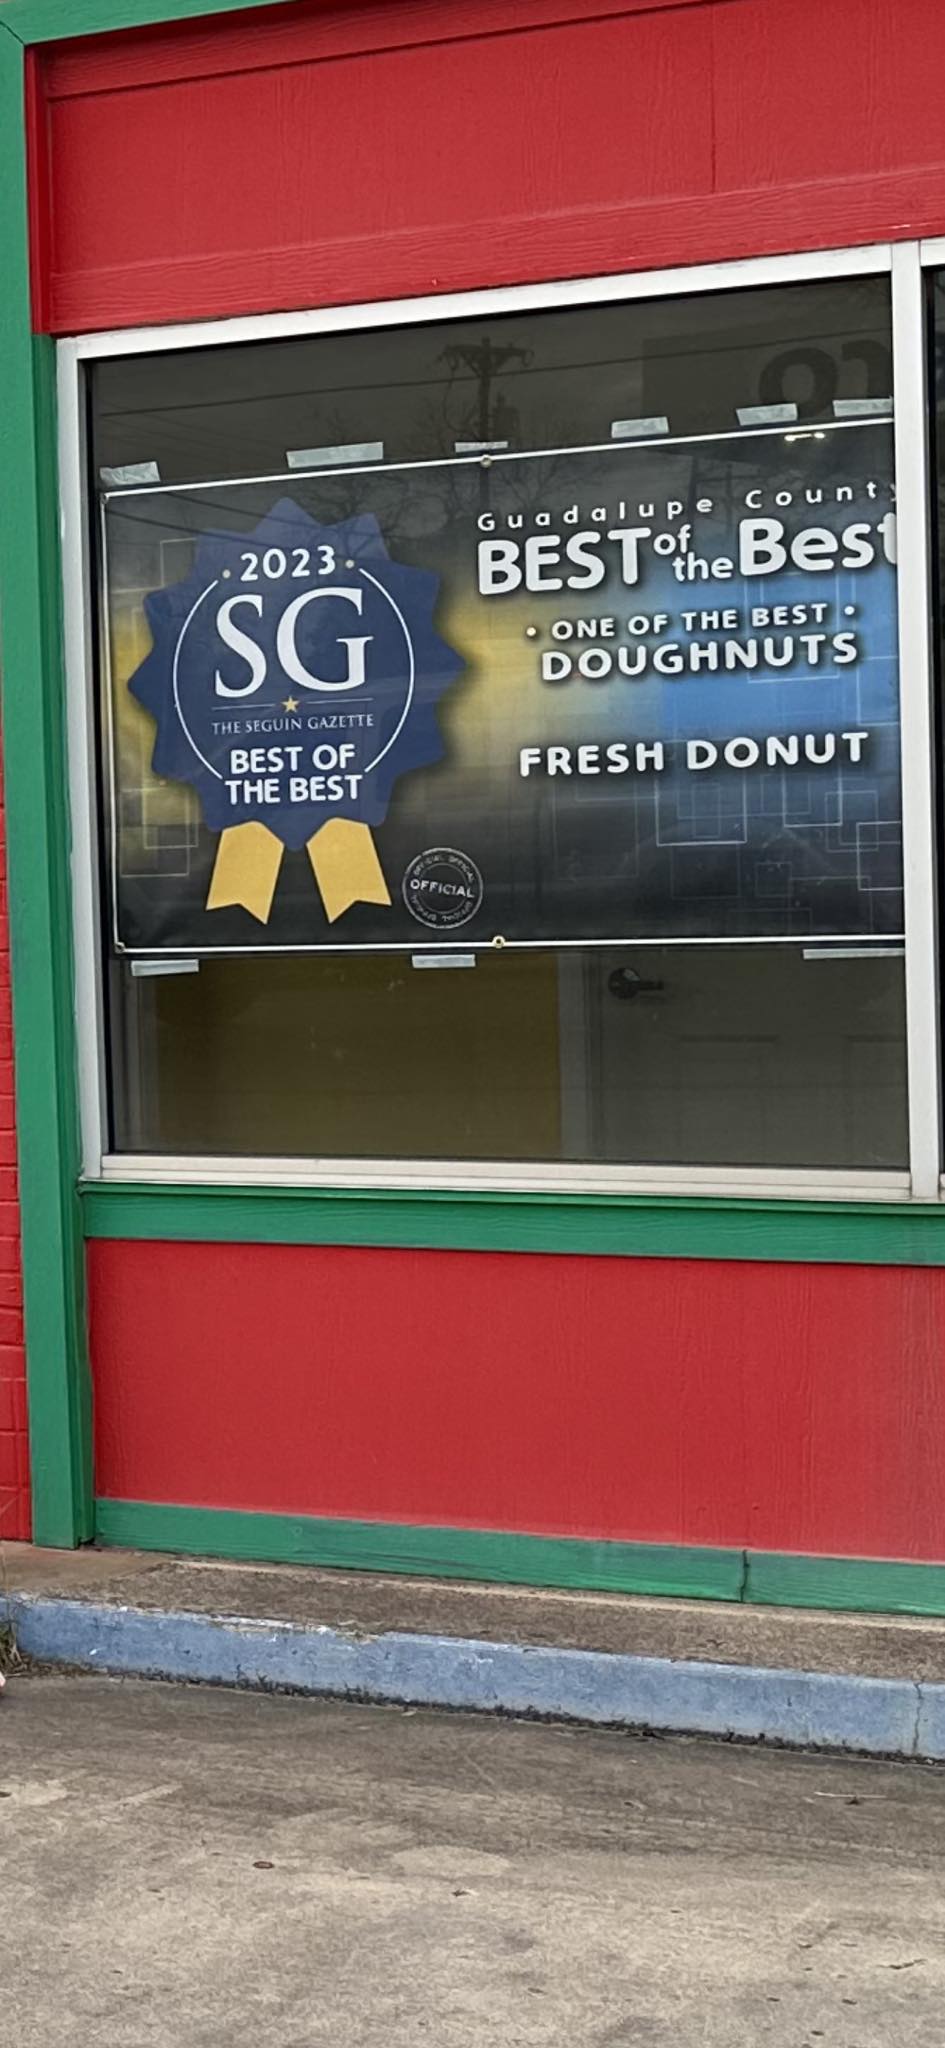 2023
SG
THE SEGUIN GAZETTE
BEST OF
THE BEST
OFFICIAL
Guadalupe County
BEST of the Best
• ONE OF THE BEST •
DOUGHNUTS
FRESH DONUT